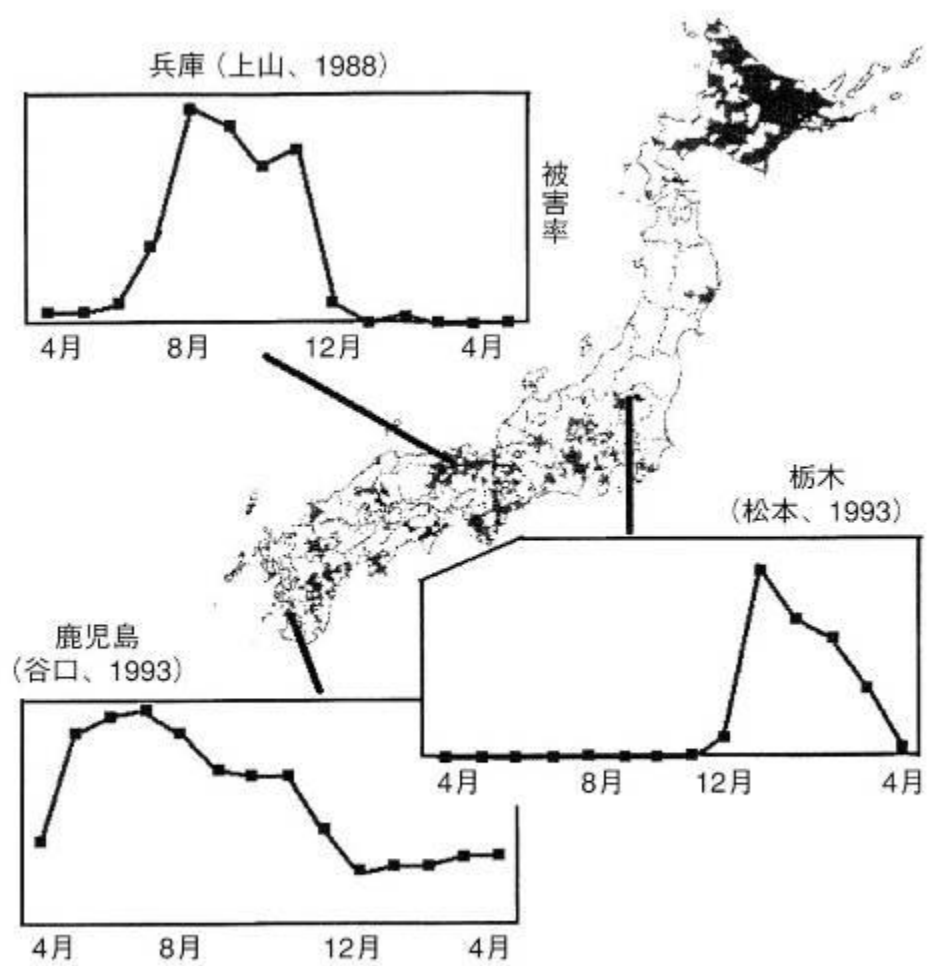 兵庫（上山、1988）
被害率
4月 8月 12月 4月
栃木
（松本、1993）
4月 8月 12月 4月
鹿児島
（谷口、1993）
4月 8月 12月 4月